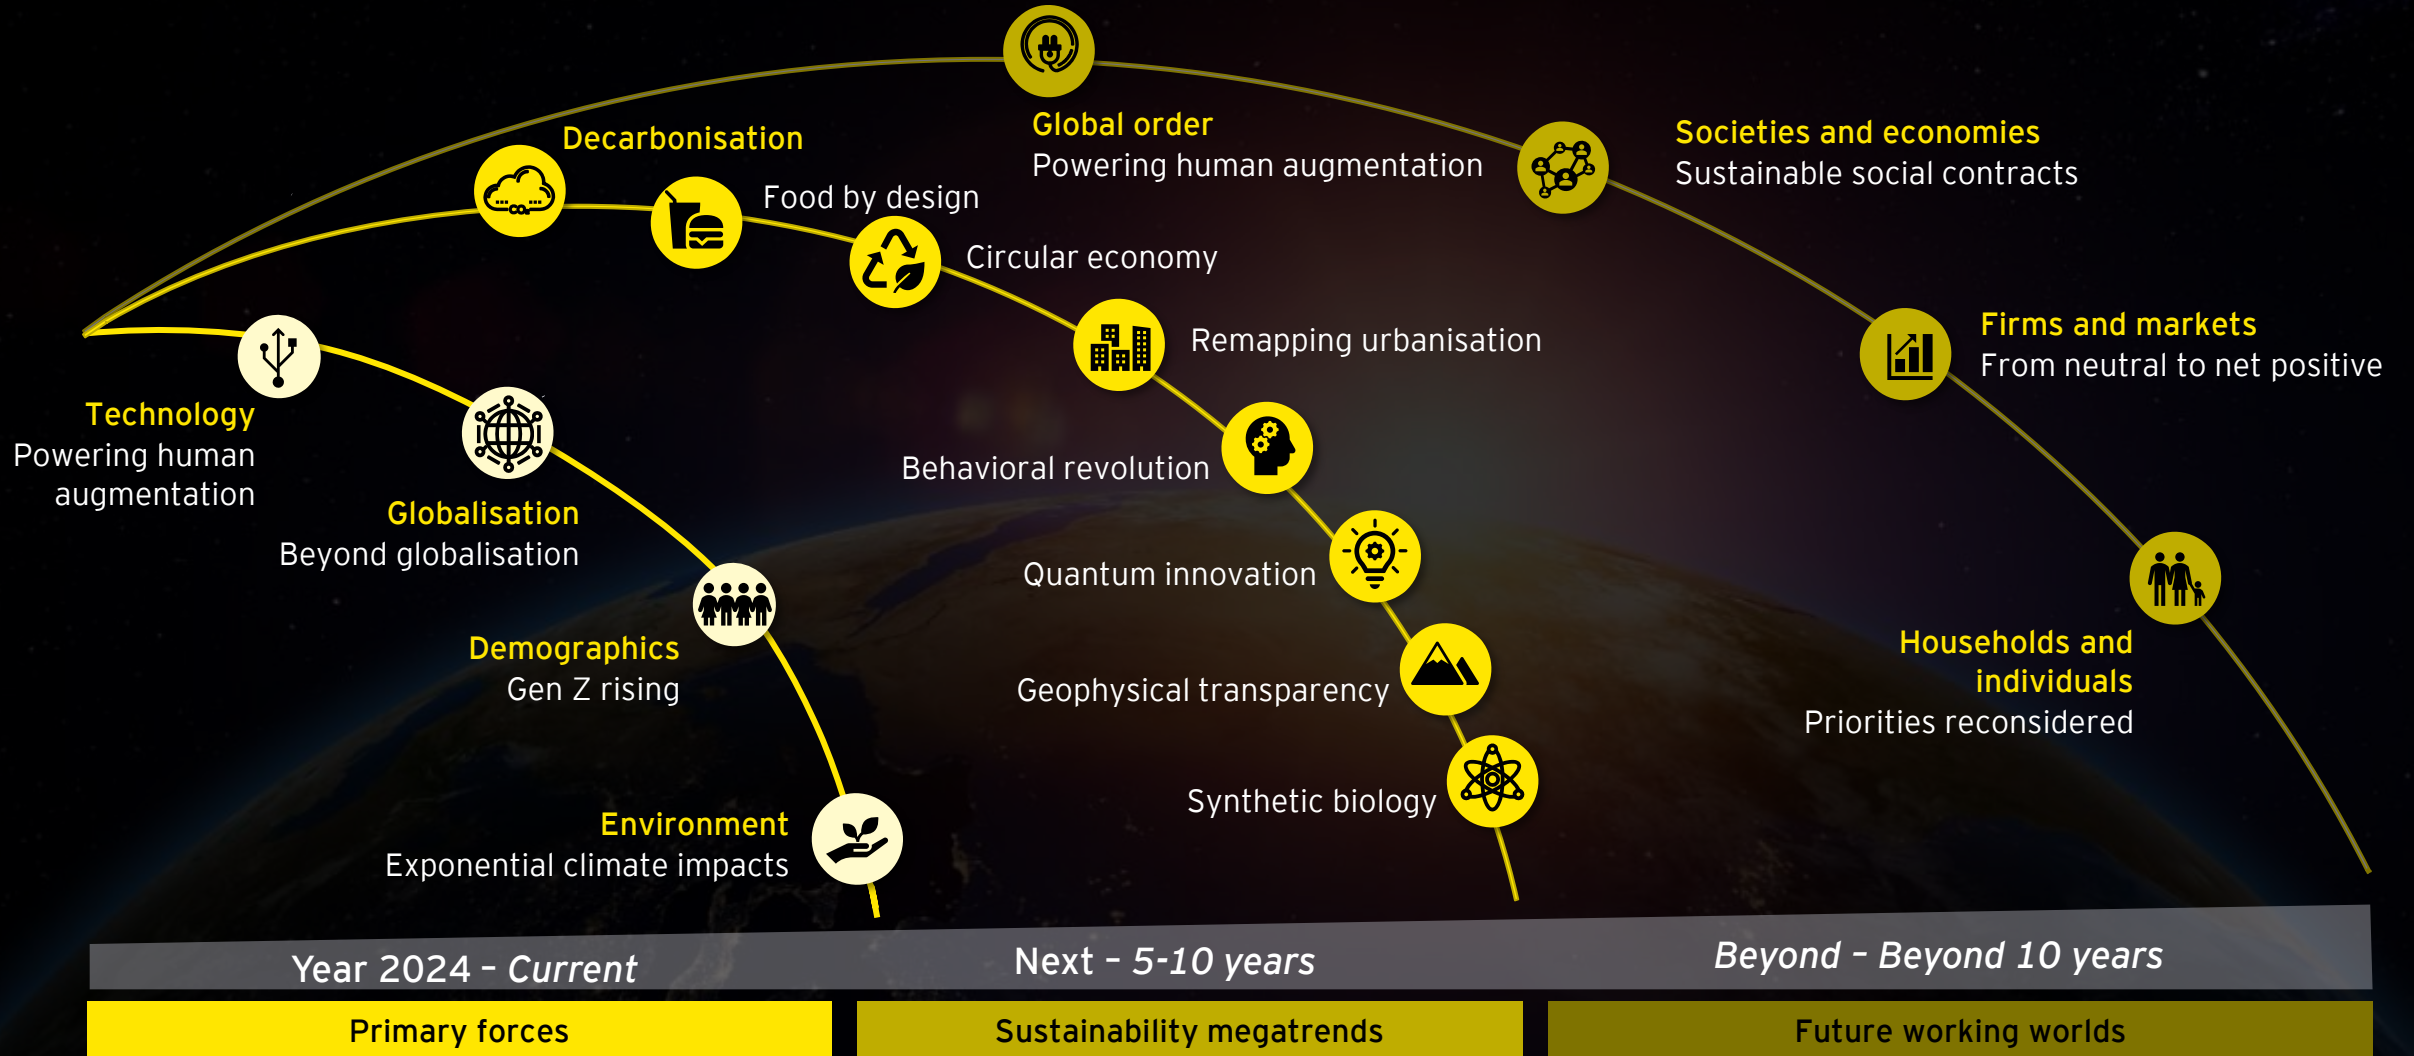 Decarbonisation
Food by design
Circular economy
Remapping urbanisation
Behavioral revolution
Quantum innovation
Geophysical transparency
Synthetic biology
Global order
Powering human augmentation
Societies and economies
Sustainable social contracts
Firms and markets
From neutral to net positive
Households and
individuals
Priorities reconsidered
Technology
Powering human
augmentation
Globalisation
Beyond globalisation
Demographics
Gen Z rising
Environment
Exponential climate impacts
Year 2024 – Current
Next – 5-10 years
Beyond – Beyond 10 years
Primary forces
Sustainability megatrends
Future working worlds